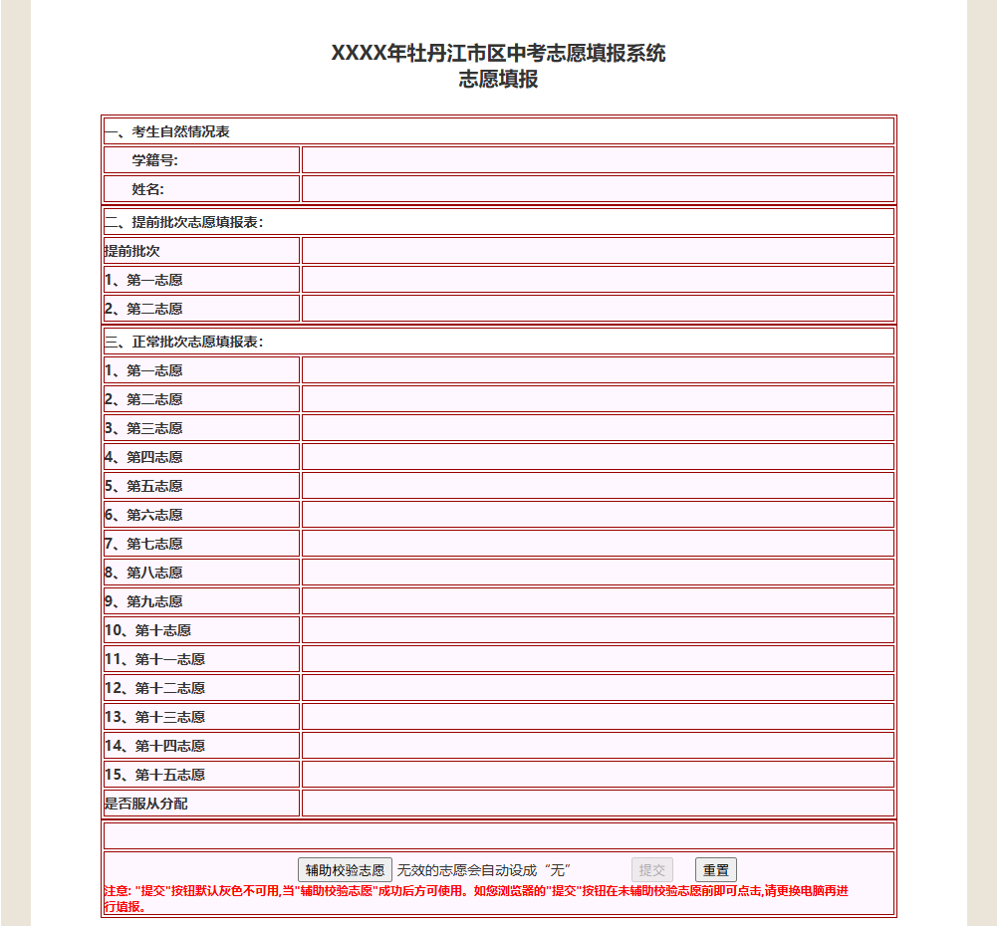 XXXX年牡丹江市区中考志愿填报系统
志愿填报
一、考生自然情况表
学籍号:
姓名:
二、提前批次志愿填报表:
提前批次
1、第一志愿
2、第二志愿
三、正常批次志愿填报表:
1、第一志愿
2、第二志愿
3、第三志愿
4、第四志愿
5、第五志愿
6、第六志愿
7、第七志愿
8、第八志愿
9、第九志愿
10、第十志愿
11、第十一志愿
12、第十二志愿
13、第十三志愿
14、第十四志愿
15、第十五志愿
是否服从分配
辅助校验志愿 无效的志愿会自动设成“无” 提交 重置
注意: "提交"按钮默认灰色不可用,当"辅助校验志愿"成功后方可使用。如您浏览器的"提交"按钮在未辅助校验志愿前即可点击,请更换电脑再进
行填报。